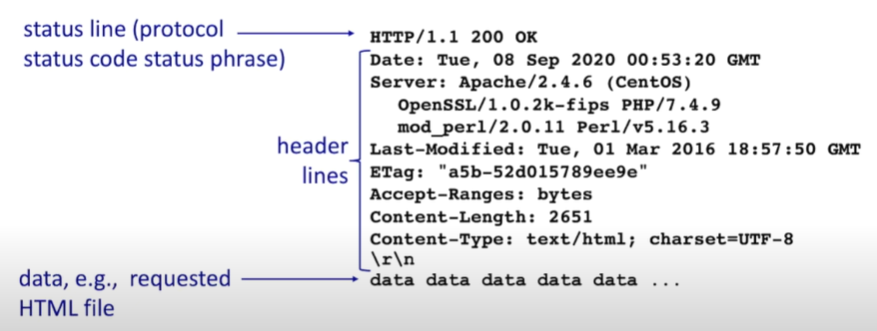 status line (protocol
status code status phrase)
HTTP/1.1 200 OK
Date: Tue, 08 Sep 2020 00:53:20 GMT
Server: Apache/2.4.6 (CentOS)
OpenSSL/1.0.2k-fips PHP/7.4.9
mod_perl/2.0.11 Perl/v5.16.3
header
lines
Last-Modified: Tue, 01 Mar 2016 18:57:50 GMT
ETag: "a5b-52d015789ee9e"
Accept-Ranges: bytes
Content-Length: 2651
Content-Type: text/html; charset=UTF-8
\r\n
data, e.g., requested
HTML file
data data data data data ...